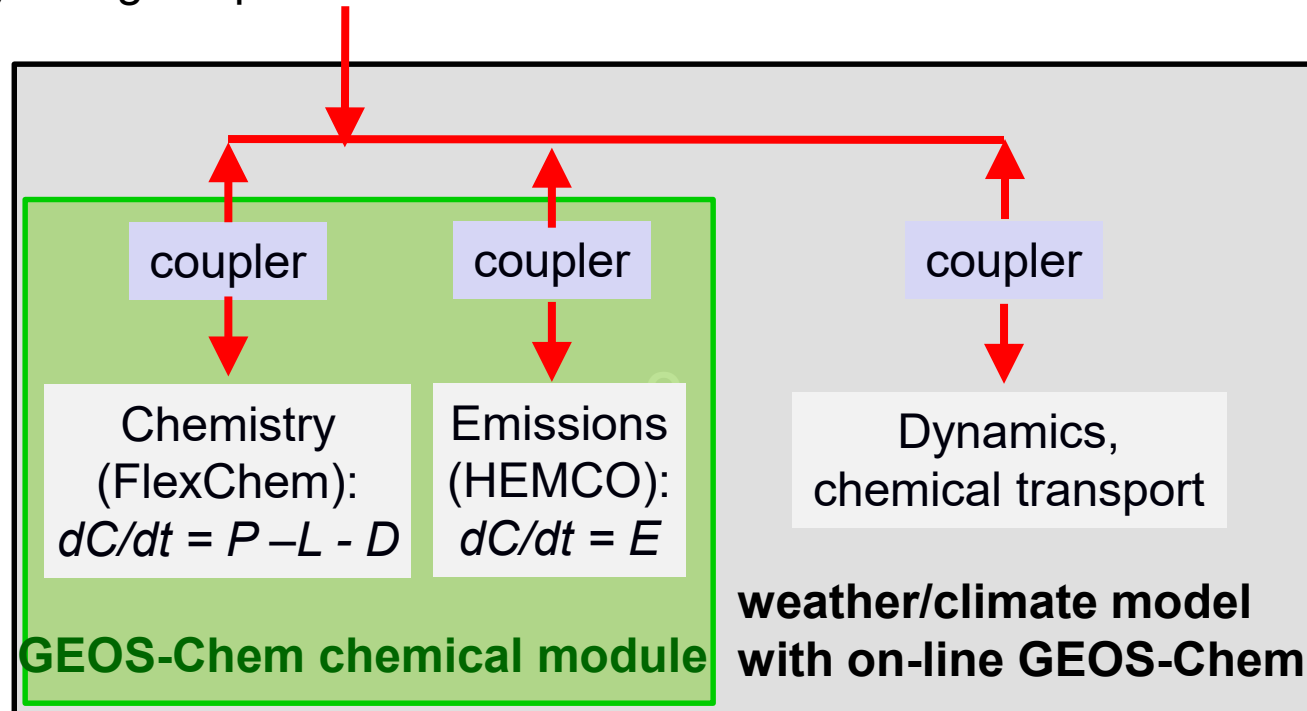 coupler
coupler
coupler
Chemistry
(FlexChem):
dC/dt = P –L - D
Emissions
(HEMCO):
dC/dt = E
Dynamics,
chemical transport
GEOS-Chem chemical module
weather/climate model
with on-line GEOS-Chem